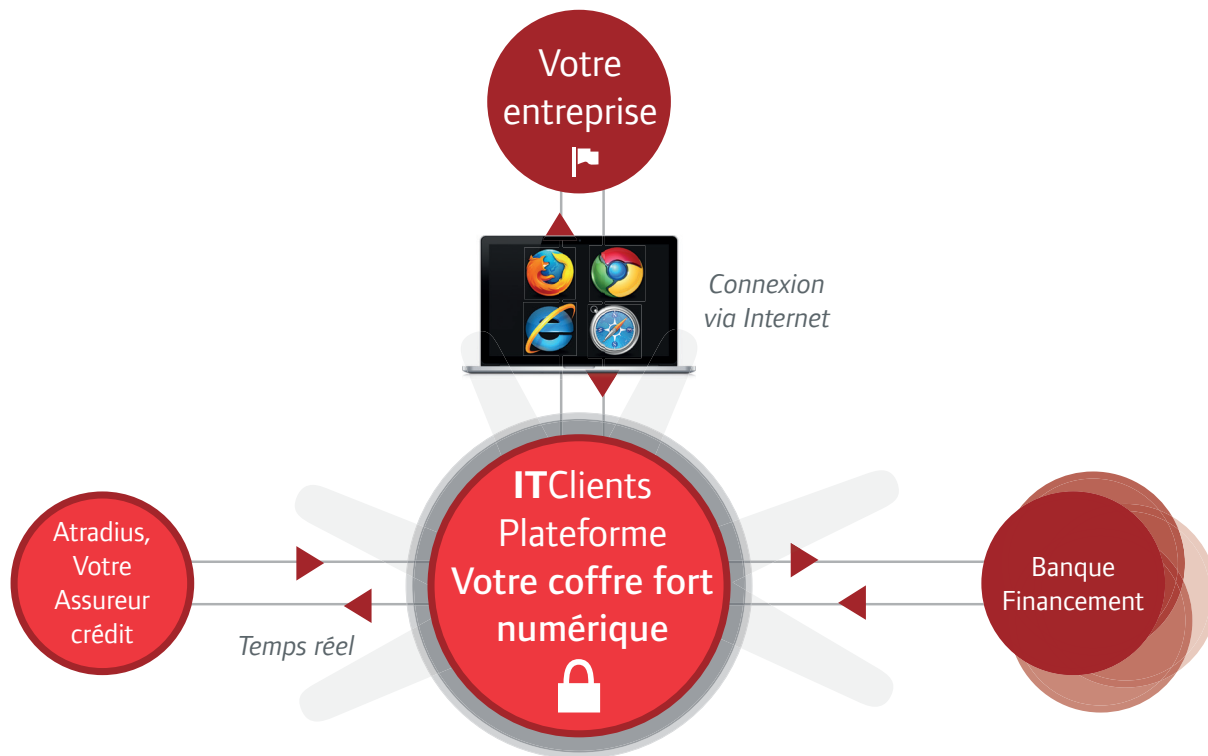 Votre
entreprise
Connexion
via Internet
ITClients
Plateforme
Votre coffre fort
numérique
Atradius,
Votre
Assureur
crédit
Temps réel
Banque
Financement